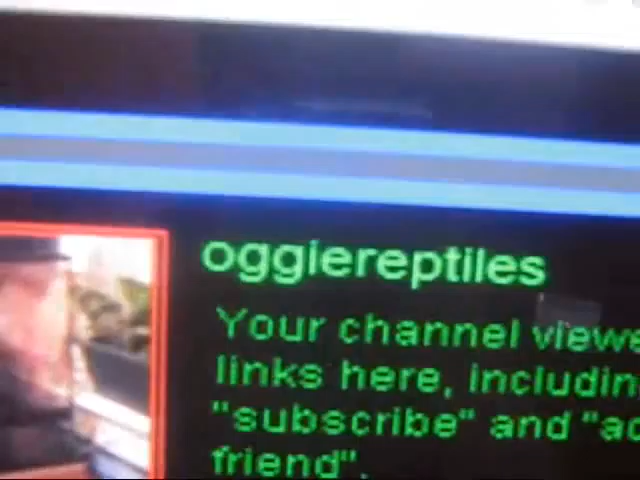 oggiereptiles
Your channel viewe
links here, includin
"subscribe" and "ad
friend".